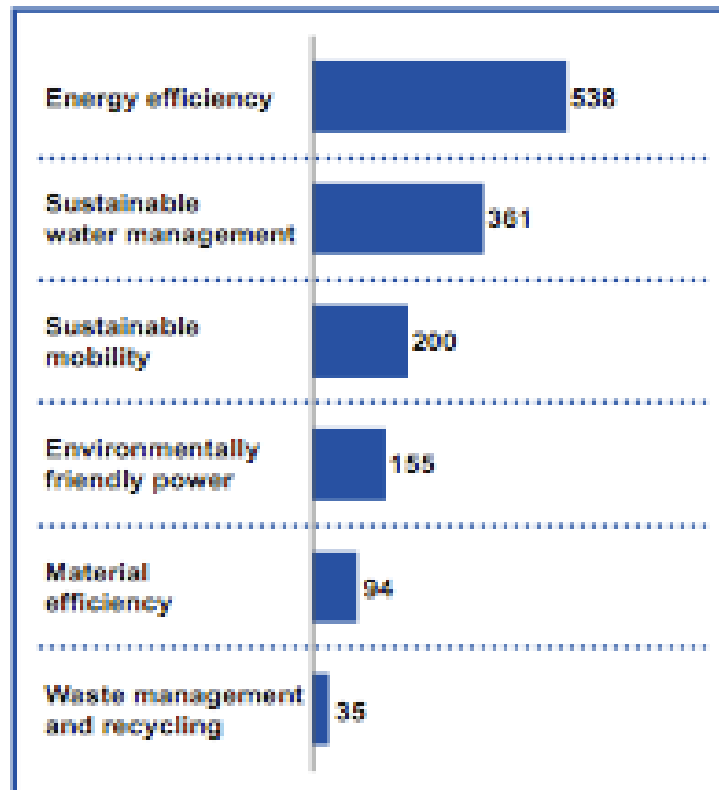 Energy efficiency
538
Sustainable
water management
361
Sustainable
mobility
200
Environmentally
friendly power
155
Material
efficiency
94
Waste management
and recycling
35